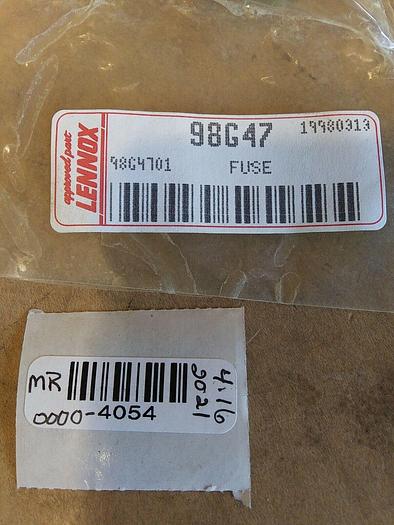 approved part
LENNOX
98G47
19980313
98G4701
FUSE
MR
0000-4054
4.16
2021